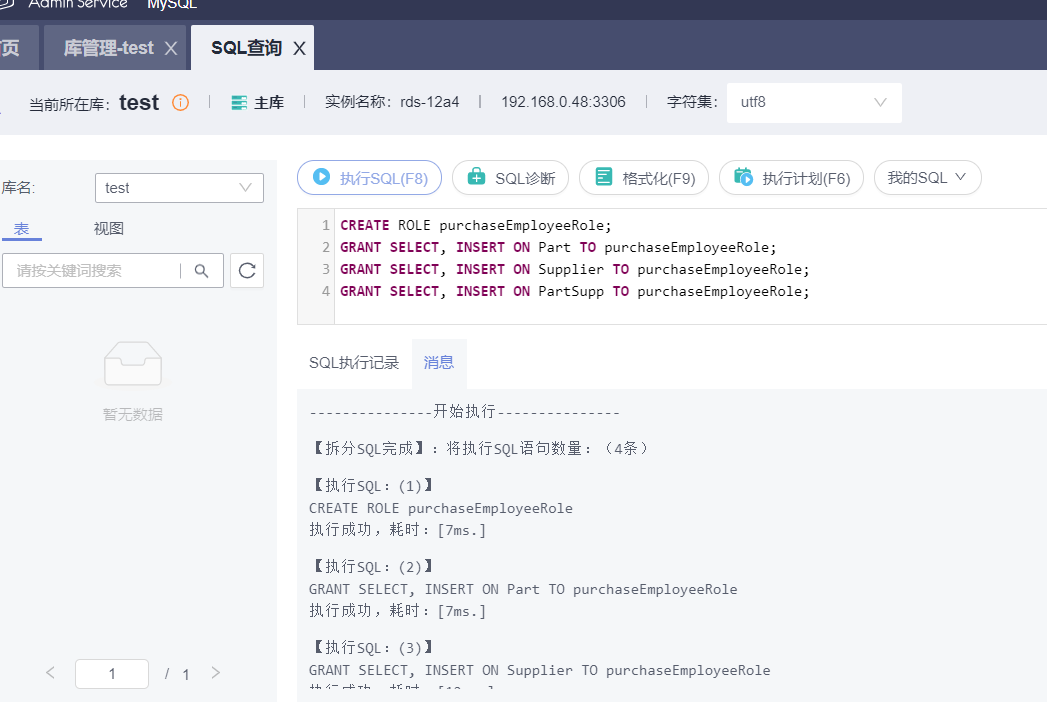 Admin Service MySQL
页 库管理-test X SQL查询 X
当前所在库: test 主库 实例名称: rds-12a4 | 192.168.0.48:3306 字符集: utf8
库名: test
表 视图
请按关键词搜索
暂无数据
1 / 1
执行SQL(F8) SQL诊断 格式化(F9) 执行计划(F6) 我的SQL
1 CREATE ROLE purchaseEmployeeRole;
2 GRANT SELECT, INSERT ON Part TO purchaseEmployeeRole;
3 GRANT SELECT, INSERT ON Supplier TO purchaseEmployeeRole;
4 GRANT SELECT, INSERT ON PartSupp TO purchaseEmployeeRole;
SQL执行记录 消息
---------------开始执行---------------
【拆分SQL完成】：将执行SQL语句数量：（4条）
【执行SQL：(1)】
CREATE ROLE purchaseEmployeeRole
执行成功，耗时：[7ms.]
【执行SQL：(2)】
GRANT SELECT, INSERT ON Part TO purchaseEmployeeRole
执行成功，耗时：[7ms.]
【执行SQL：(3)】
GRANT SELECT, INSERT ON Supplier TO purchaseEmployeeRole